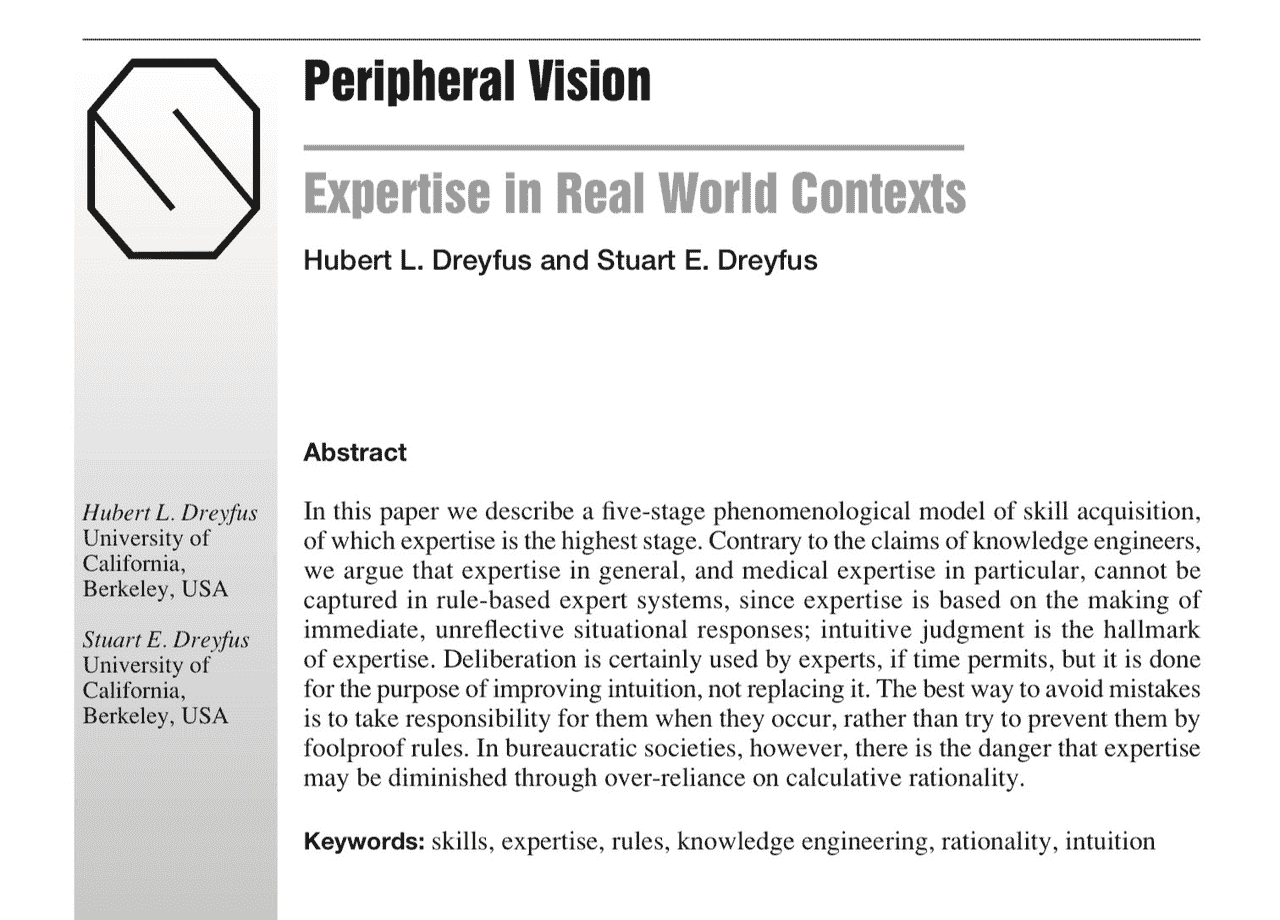 Peripheral Vision
Expertise in Real World Contexts
Hubert L. Dreyfus and Stuart E. Dreyfus
Abstract
Hubert L. Dreyfus
University of
California,
Berkeley, USA
Stuart E. Dreyfus
University of
California,
Berkeley, USA
In this paper we describe a five-stage phenomenological model of skill acquisition,
of which expertise is the highest stage. Contrary to the claims of knowledge engineers,
we argue that expertise in general, and medical expertise in particular, cannot be
captured in rule-based expert systems, since expertise is based on the making of
immediate, unreflective situational responses; intuitive judgment is the hallmark
of expertise. Deliberation is certainly used by experts, if time permits, but it is done
for the purpose of improving intuition, not replacing it. The best way to avoid mistakes
is to take responsibility for them when they occur, rather than try to prevent them by
foolproof rules. In bureaucratic societies, however, there is the danger that expertise
may be diminished through over-reliance on calculative rationality.
Keywords: skills, expertise, rules, knowledge engineering, rationality, intuition